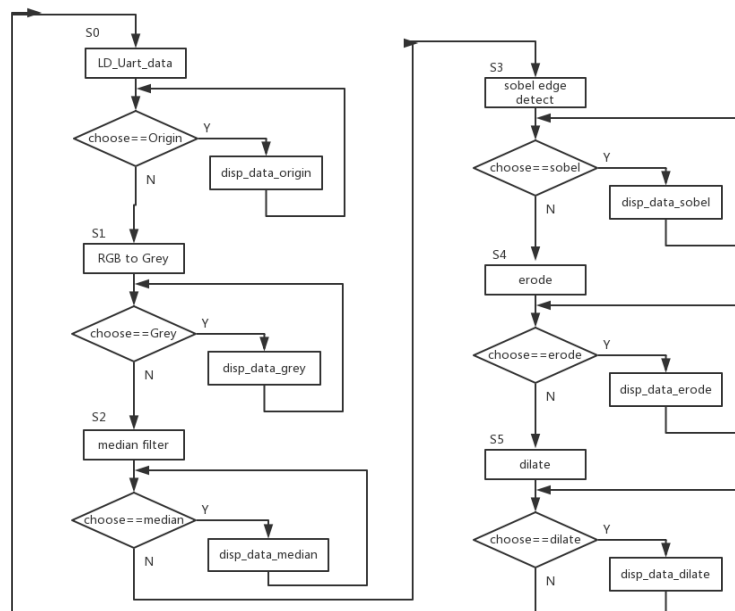 S0
LD_Uart_data
choose==Origin
Y
disp_data_origin
N
S1
RGB to Grey
choose==Grey
Y
disp_data_grey
N
S2
median filter
choose==median
Y
disp_data_median
N
S3
sobel edge
detect
choose==sobel
Y
disp_data_sobel
N
S4
erode
choose==erode
Y
disp_data_erode
N
S5
dilate
choose==dilate
Y
disp_data_dilate
N